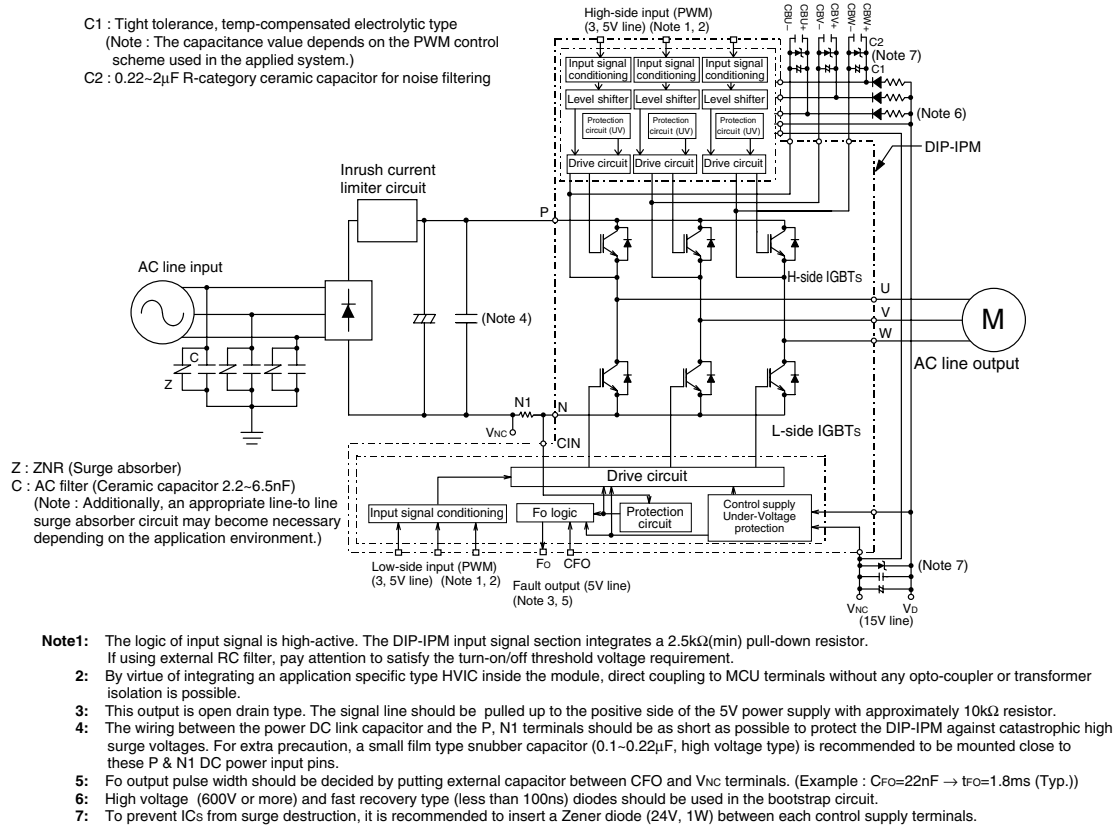 C1 : Tight tolerance, temp-compensated electrolytic type
(Note : The capacitance value depends on the PWM control
scheme used in the applied system.)
C2 : 0.22~2μF R-category ceramic capacitor for noise filtering
High-side input (PWM)
(3, 5V line) (Note 1, 2)
CBU−
CBU+
CBV−
CBV+
CBW−
CBW+
C2
(Note 7)
C1
(Note 6)
DIP-IPM
Input signal
conditioning
Input signal
conditioning
Input signal
conditioning
Level shifter
Level shifter
Level shifter
Protection
circuit (UV)
Protection
circuit (UV)
Protection
circuit (UV)
Drive circuit
Drive circuit
Drive circuit
Inrush current
limiter circuit
P
AC line input
(Note 4)
H-side IGBTs
U
V
W
M
AC line output
C
Z
N1
N
VNC
CIN
L-side IGBTs
Z : ZNR (Surge absorber)
C : AC filter (Ceramic capacitor 2.2~6.5nF)
(Note : Additionally, an appropriate line-to line
surge absorber circuit may become necessary
depending on the application environment.)
Drive circuit
Input signal conditioning
Fo logic
Protection
circuit
Control supply
Under-Voltage
protection
Low-side input (PWM)
(3, 5V line) (Note 1, 2)
Fo
CFO
Fault output (5V line)
(Note 3, 5)
(Note 7)
VNC
VD
(15V line)
Note1: The logic of input signal is high-active. The DIP-IPM input signal section integrates a 2.5kΩ(min) pull-down resistor.
If using external RC filter, pay attention to satisfy the turn-on/off threshold voltage requirement.
2: By virtue of integrating an application specific type HVIC inside the module, direct coupling to MCU terminals without any opto-coupler or transformer
isolation is possible.
3: This output is open drain type. The signal line should be pulled up to the positive side of the 5V power supply with approximately 10kΩ resistor.
4: The wiring between the power DC link capacitor and the P, N1 terminals should be as short as possible to protect the DIP-IPM against catastrophic high
surge voltages. For extra precaution, a small film type snubber capacitor (0.1~0.22μF, high voltage type) is recommended to be mounted close to
these P & N1 DC power input pins.
5: Fo output pulse width should be decided by putting external capacitor between CFO and VNC terminals. (Example : CFO=22nF → tFO=1.8ms (Typ.))
6: High voltage (600V or more) and fast recovery type (less than 100ns) diodes should be used in the bootstrap circuit.
7: To prevent ICs from surge destruction, it is recommended to insert a Zener diode (24V, 1W) between each control supply terminals.